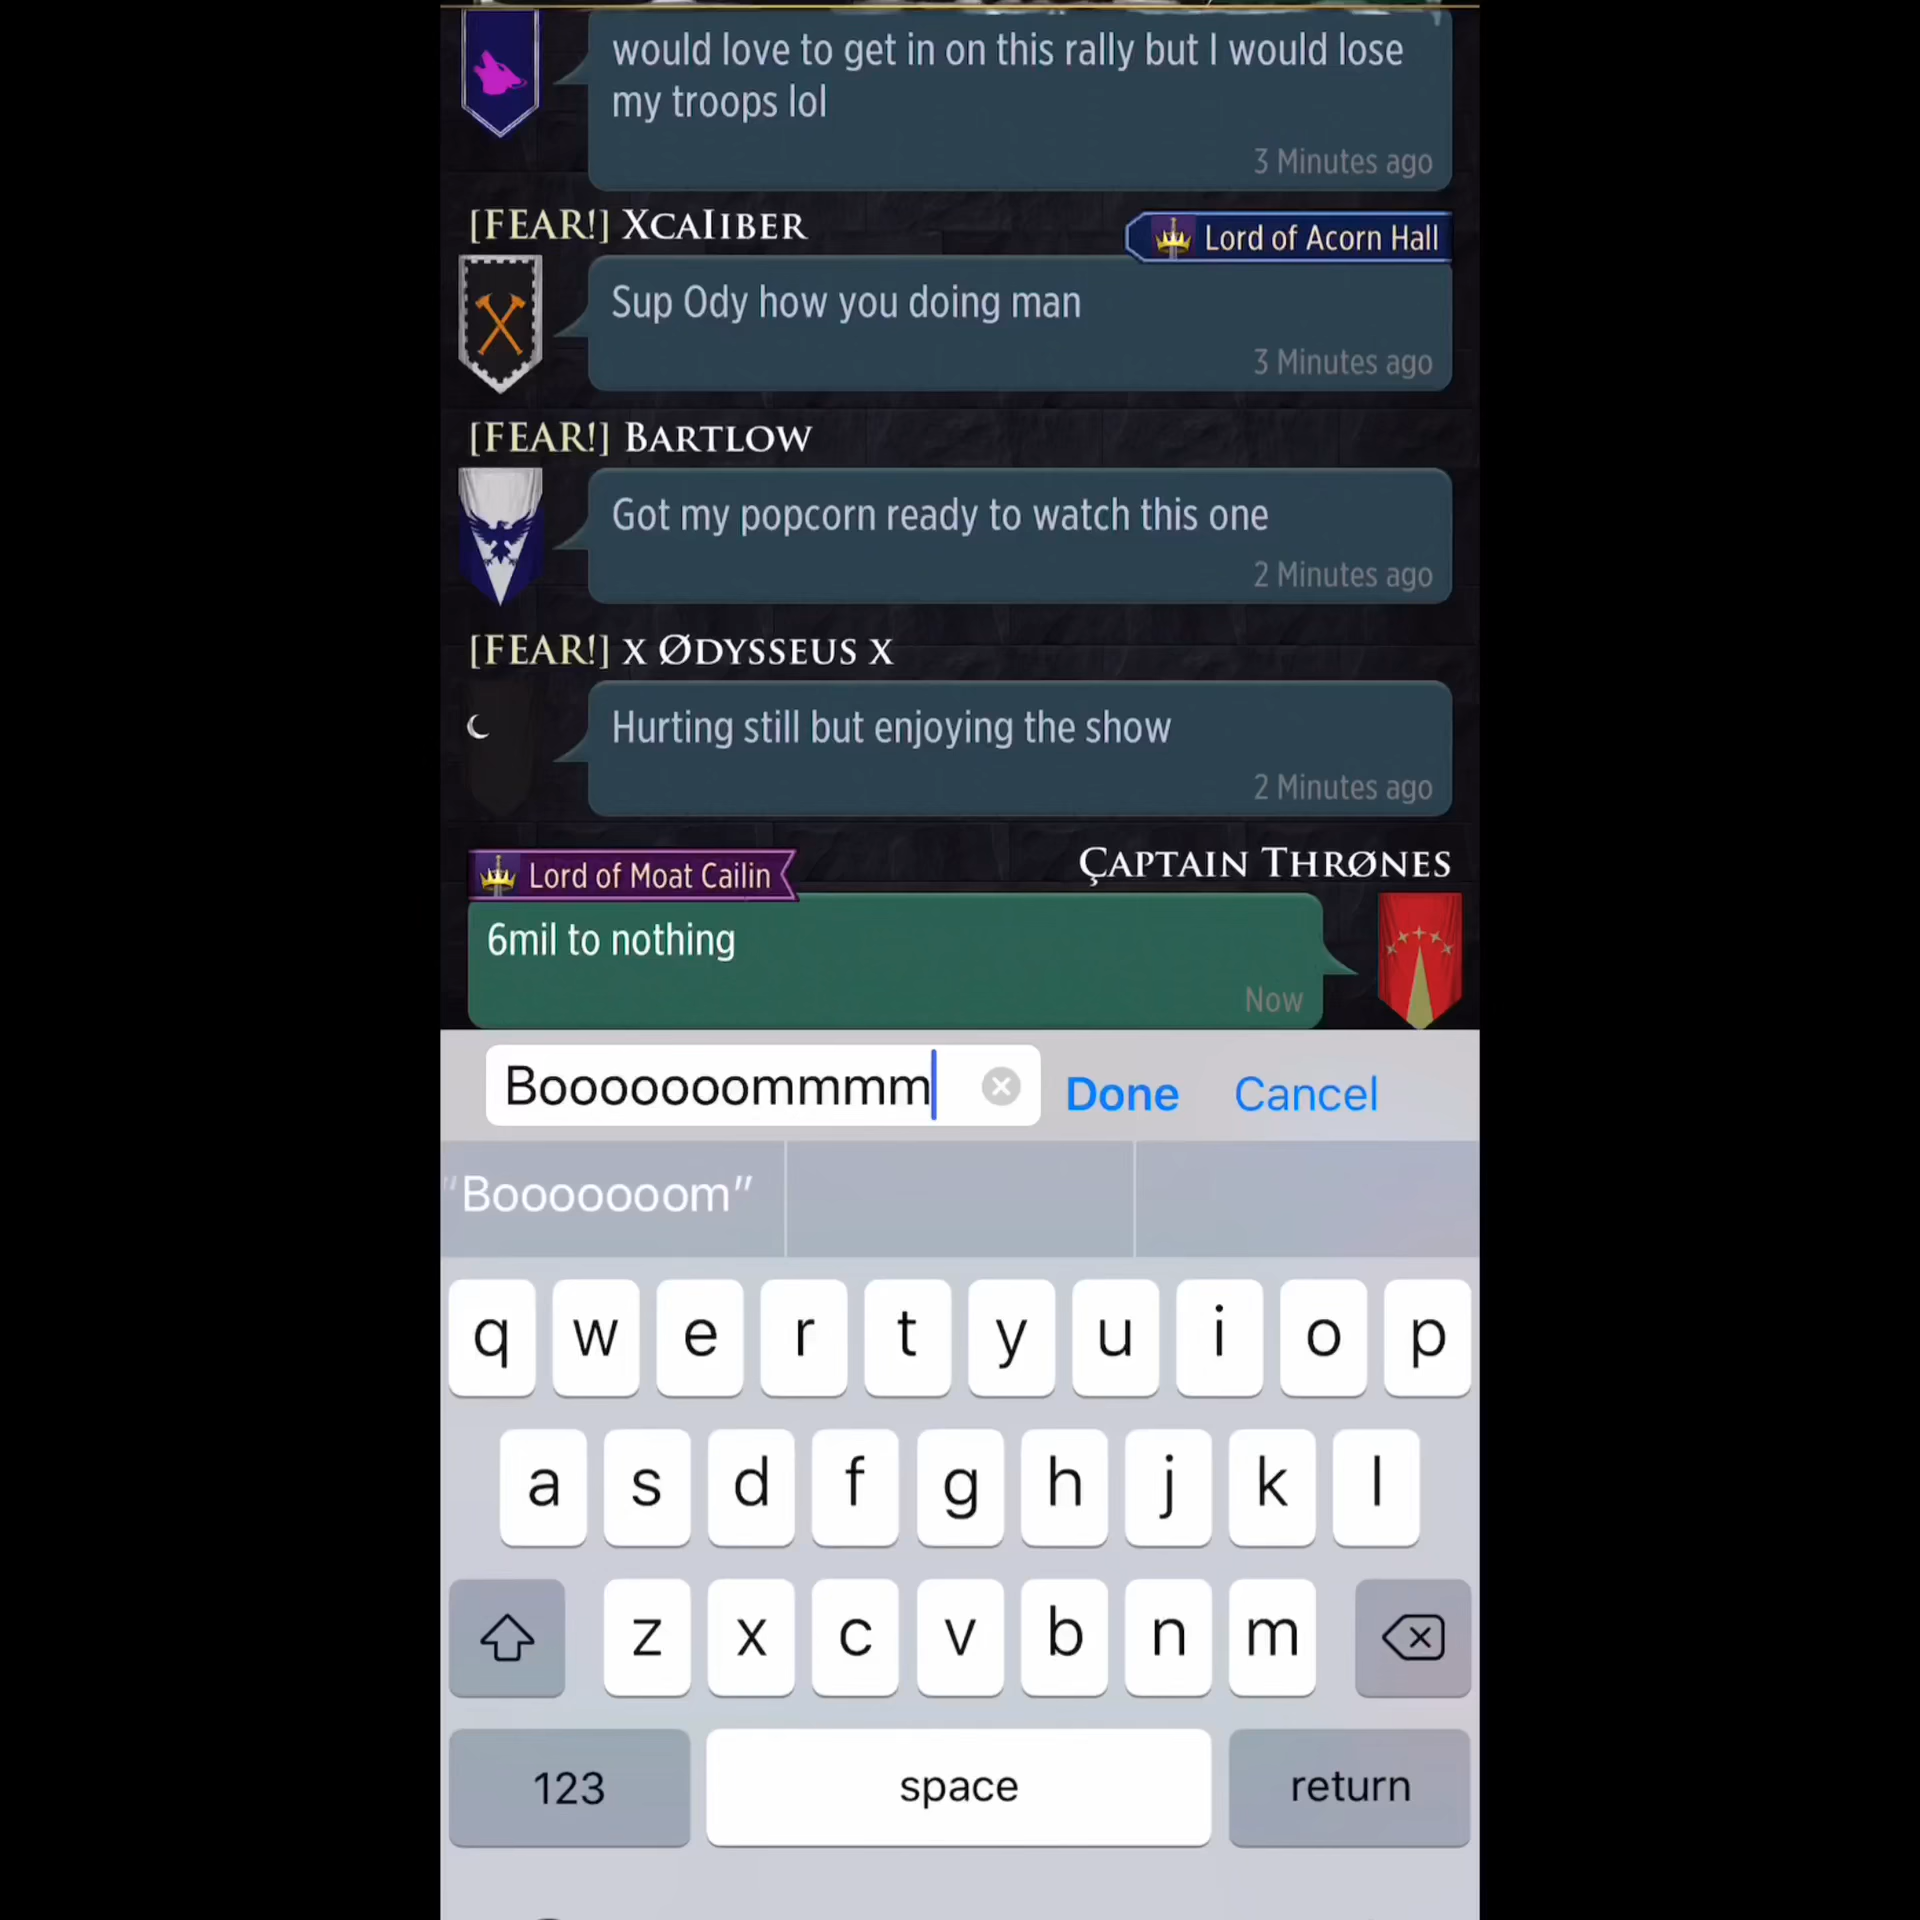 would love to get in on this rally but I would lose
my troops lol
3 Minutes ago
[FEAR!] XCAIIBER
Lord of Acorn Hall
Sup Ody how you doing man
3 Minutes ago
[FEAR!] BARTLOW
Got my popcorn ready to watch this one
2 Minutes ago
[FEAR!] X ØDYSSEUS X
Hurting still but enjoying the show
2 Minutes ago
Lord of Moat Cailin
ÇAPTAIN THRØNES
6mil to nothing
Now
Booooooommmm
Done
Cancel
"Booooooom"
q w e r t y u i o p
a s d f g h j k l
z x c v b n m
123 space return